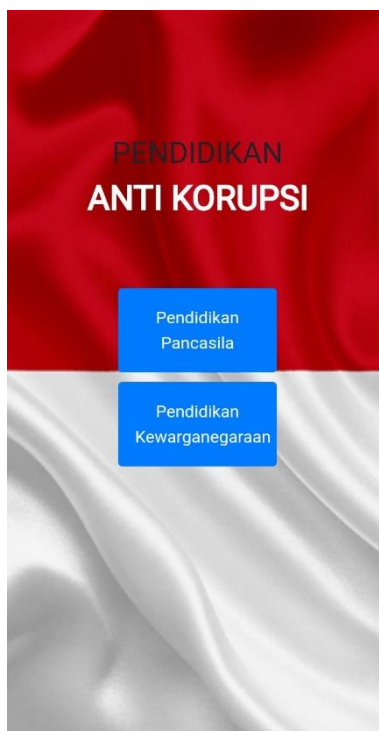 PENDIDIKAN
ANTI KORUPSI
Pendidikan
Pancasila
Pendidikan
Kewarganegaraan